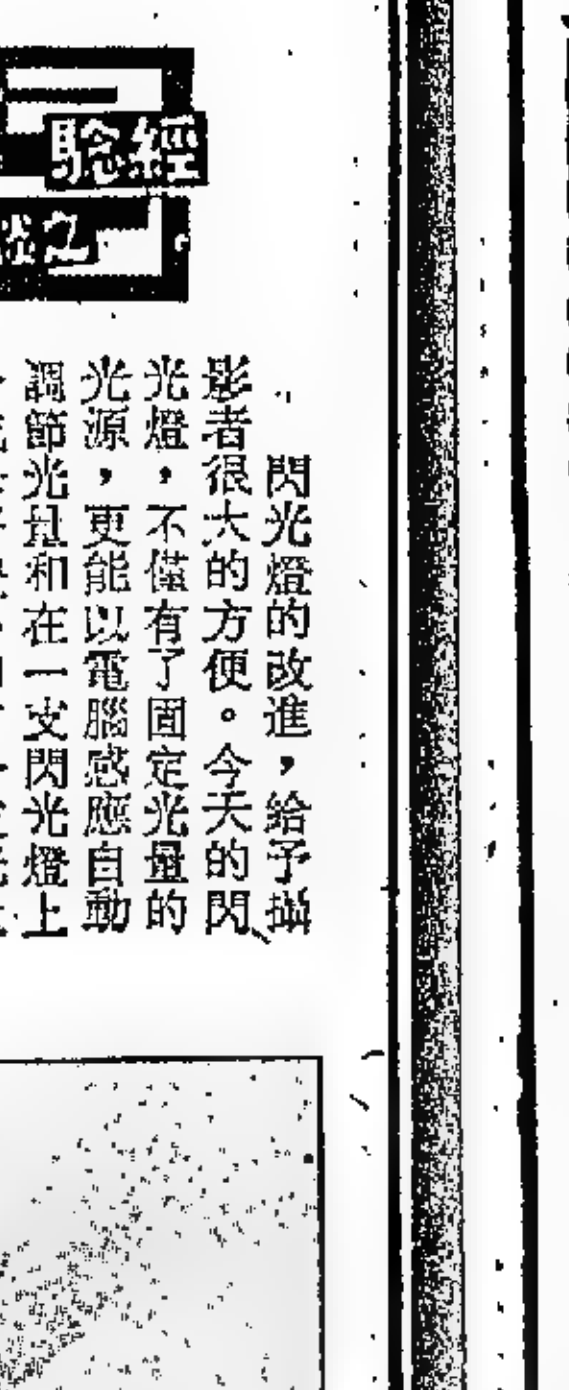 經驗
之
閃光燈的改進，給予攝
影者很大的方便。今天的閃
光燈，不僅有了固定光量的
光源，更能以電腦感應自動
調節光量和在一支閃光燈上